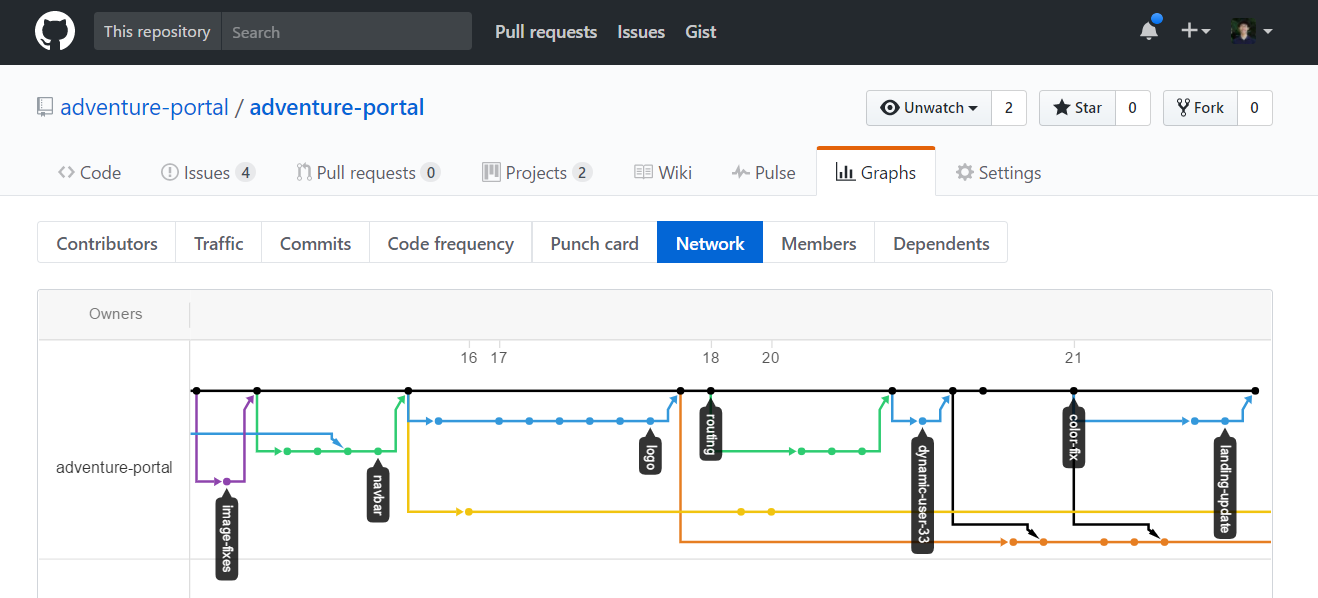 This repository Search Pull requests Issues Gist
adventure-portal / adventure-portal Unwatch 2 Star 0 Fork 0
Code Issues 4 Pull requests 0 Projects 2 Wiki Pulse Graphs Settings
Contributors Traffic Commits Code frequency Punch card Network Members Dependents
Owners
16 17 18 20 21
adventure-portal
image-fixes
navbar
logo
routing
dynamic-user-33
color-fix
landing-update